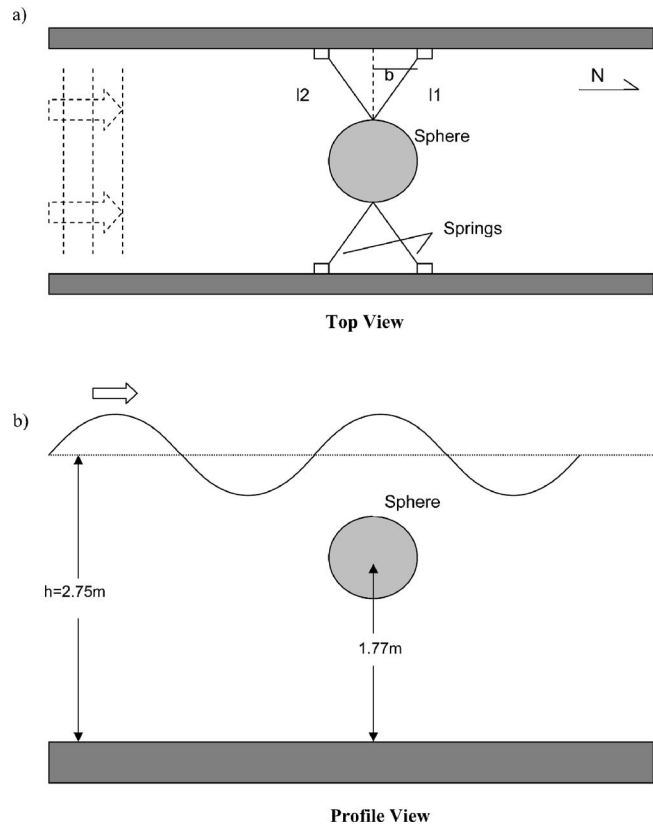 a)
b
N
l2
l1
Sphere
Springs
Top View
b)
Sphere
h=2.75m
1.77m
Profile View